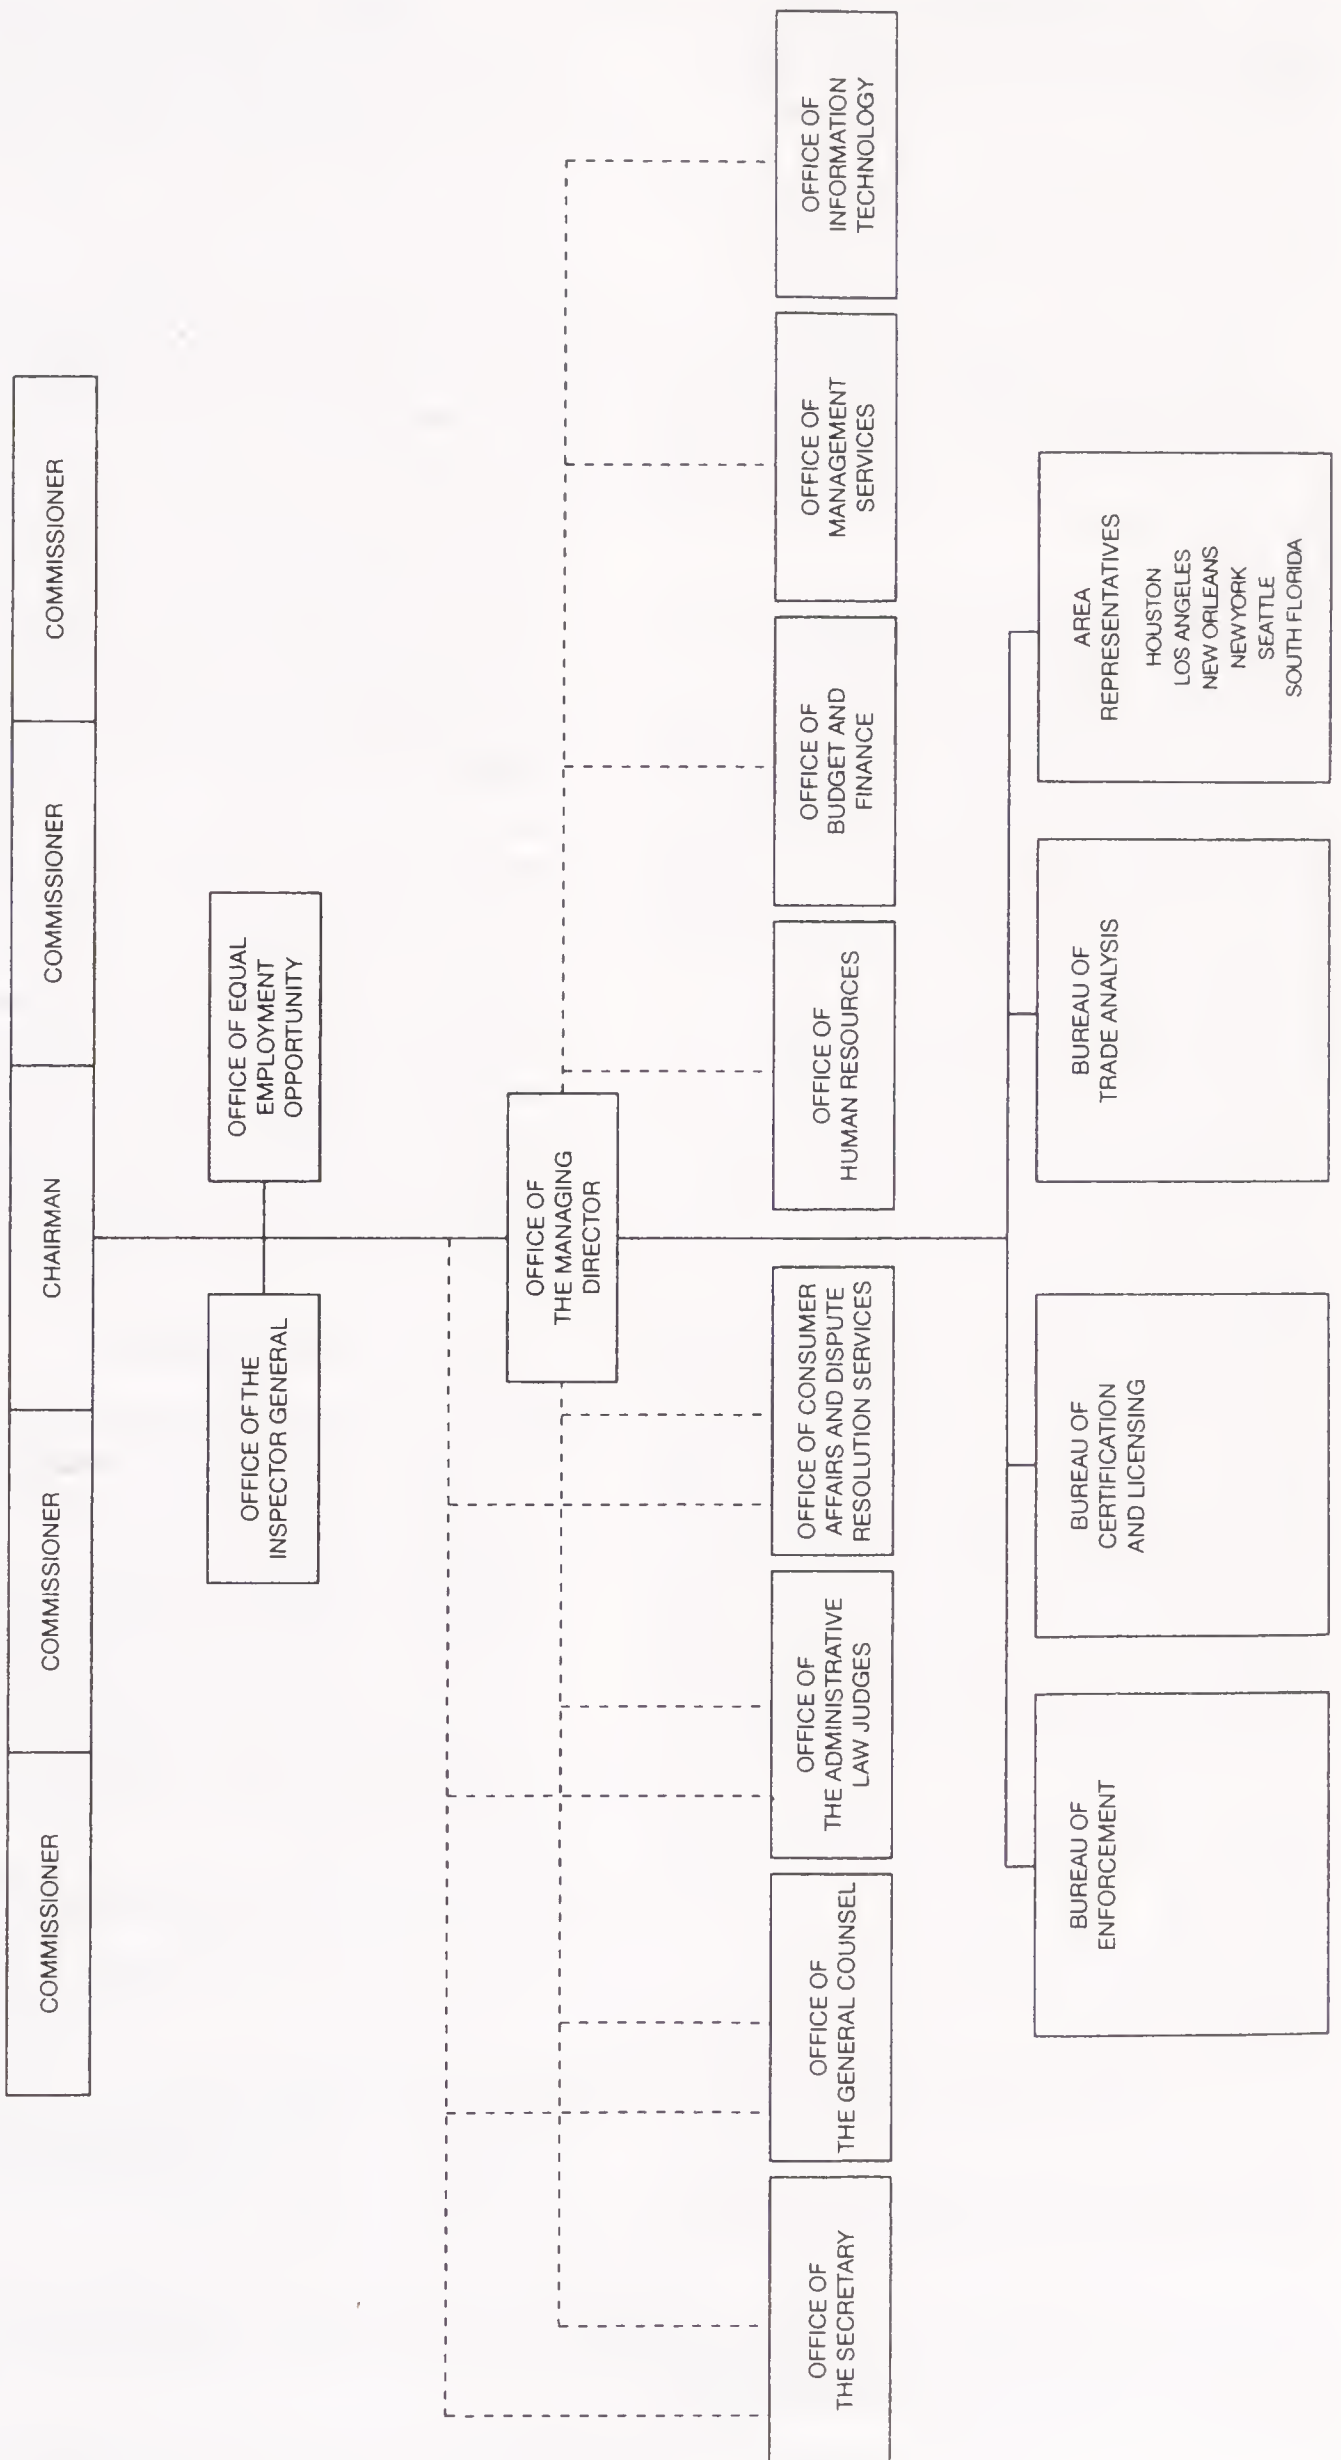 COMMISSIONER
COMMISSIONER
CHAIRMAN
COMMISSIONER
COMMISSIONER
OFFICE OF THE
INSPECTOR GENERAL
OFFICE OF EQUAL
EMPLOYMENT
OPPORTUNITY
OFFICE OF
THE MANAGING
DIRECTOR
OFFICE OF
THE SECRETARY
OFFICE OF
THE GENERAL COUNSEL
OFFICE OF
THE ADMINISTRATIVE
LAW JUDGES
OFFICE OF CONSUMER
AFFAIRS AND DISPUTE
RESOLUTION SERVICES
OFFICE OF
HUMAN RESOURCES
OFFICE OF
BUDGET AND
FINANCE
OFFICE OF
MANAGEMENT
SERVICES
OFFICE OF
INFORMATION
TECHNOLOGY
BUREAU OF
ENFORCEMENT
BUREAU OF
CERTIFICATION
AND LICENSING
BUREAU OF
TRADE ANALYSIS
AREA
REPRESENTATIVES
HOUSTON
LOS ANGELES
NEW ORLEANS
NEW YORK
SEATTLE
SOUTH FLORIDA